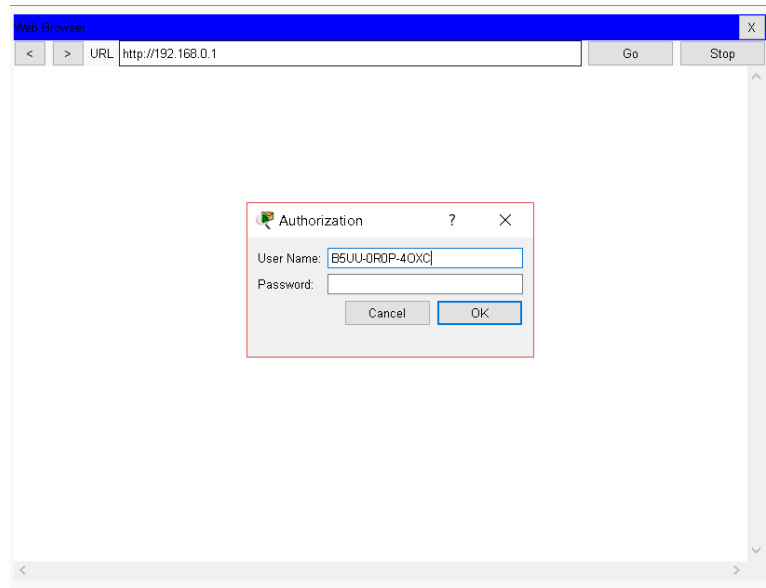 Web Browser X
< > URL http://192.168.0.1 Go Stop
Authorization ? X
User Name: B5UU-0R0P-4OXC
Password:
Cancel OK